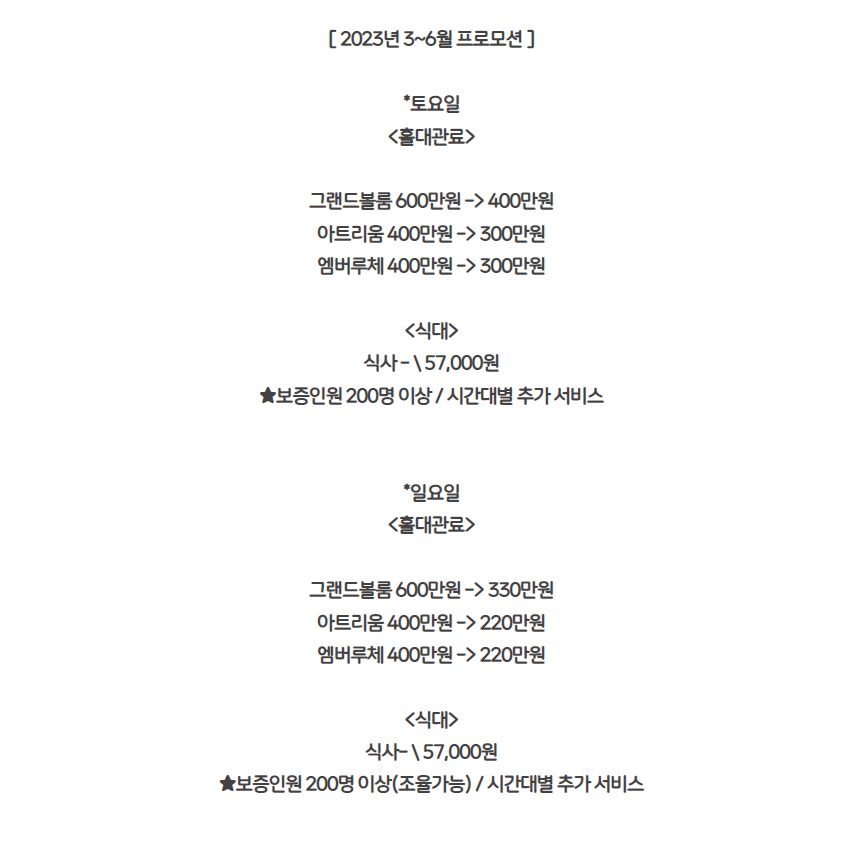 [ 2023년 3~6월 프로모션 ]
*토요일
<홀대관료>
그랜드볼룸 600만원 -> 400만원
아트리움 400만원 -> 300만원
엠버루체 400만원 -> 300만원
<식대>
식사 - \ 57,000원
★보증인원 200명 이상 / 시간대별 추가 서비스
*일요일
<홀대관료>
그랜드볼룸 600만원 -> 330만원
아트리움 400만원 -> 220만원
엠버루체 400만원 -> 220만원
<식대>
식사- \ 57,000원
★보증인원 200명 이상(조율가능) / 시간대별 추가 서비스